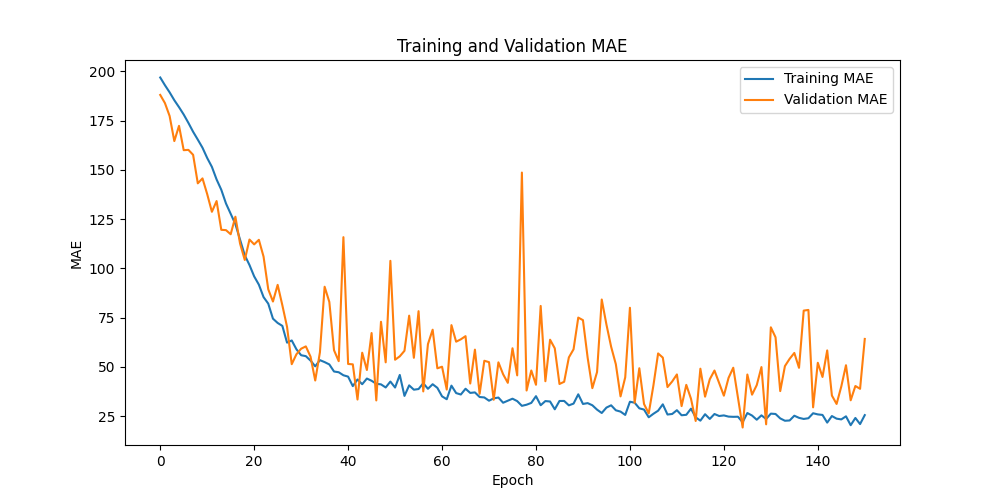 Training and Validation MAE
Training MAE
Validation MAE
200
175
150
125
100
75
50
25
MAE
0 20 40 60 80 100 120 140
Epoch